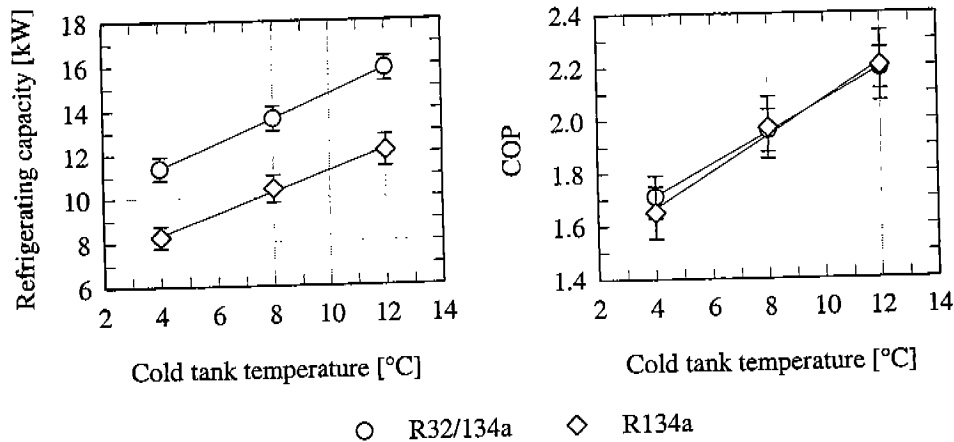 Refrigerating capacity [kW]
18
16
14
12
10
8
6
2 4 6 8 10 12 14
Cold tank temperature [°C]
COP
2.4
2.2
2.0
1.8
1.6
1.4
2 4 6 8 10 12 14
Cold tank temperature [°C]
R32/134a R134a